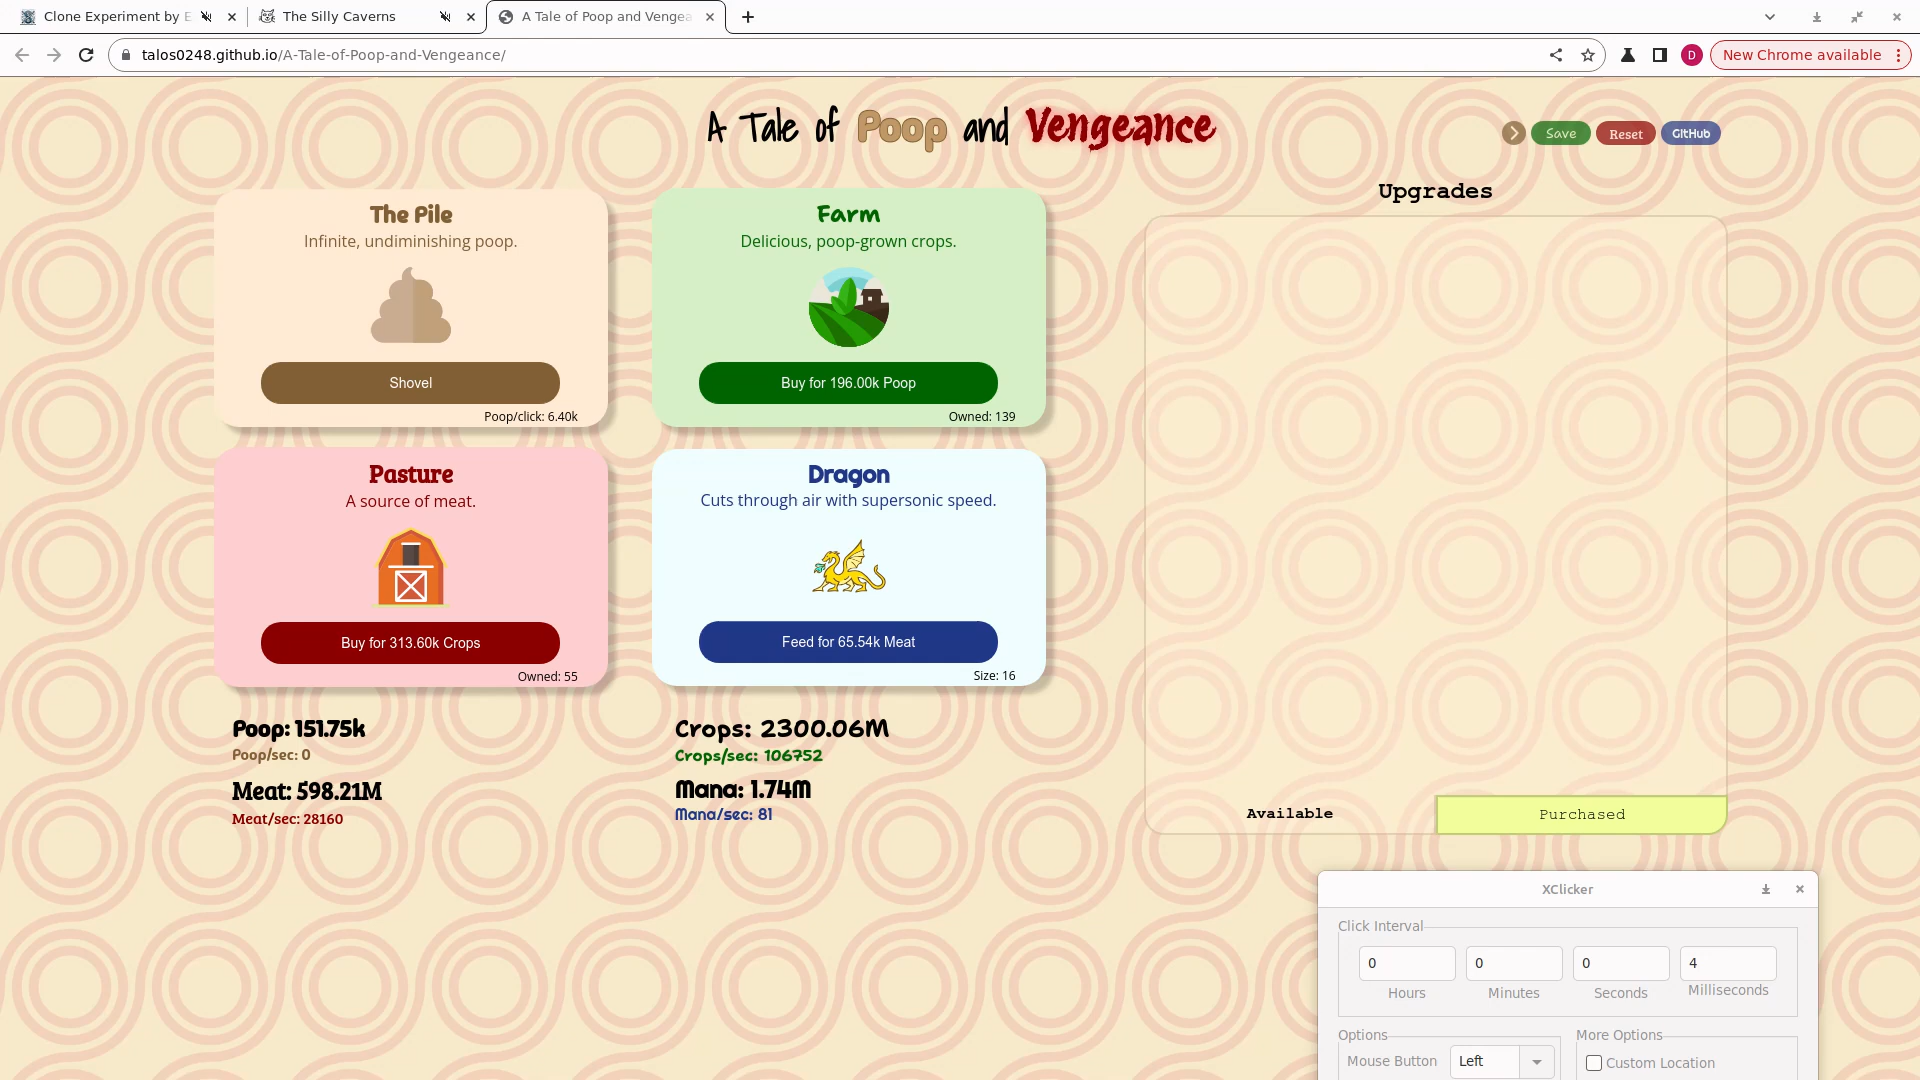 Clone Experiment by E
The Silly Caverns
A Tale of Poop and Vengea
talos0248.github.io/A-Tale-of-Poop-and-Vengeance/
D
New Chrome available
A Tale of Poop and Vengeance
Save
Reset
GitHub
The Pile
Infinite, undiminishing poop.
Shovel
Poop/click: 6.40k
Farm
Delicious, poop-grown crops.
Buy for 196.00k Poop
Owned: 139
Upgrades
Pasture
A source of meat.
Buy for 313.60k Crops
Owned: 55
Dragon
Cuts through air with supersonic speed.
Feed for 65.54k Meat
Size: 16
Poop: 151.75k
Poop/sec: 0
Crops: 2300.06M
Crops/sec: 106752
Meat: 598.21M
Meat/sec: 28160
Mana: 1.74M
Mana/sec: 81
Available
Purchased
XClicker
Click Interval
0
0
0
4
Hours
Minutes
Seconds
Milliseconds
Options
More Options
Mouse Button
Left
Custom Location